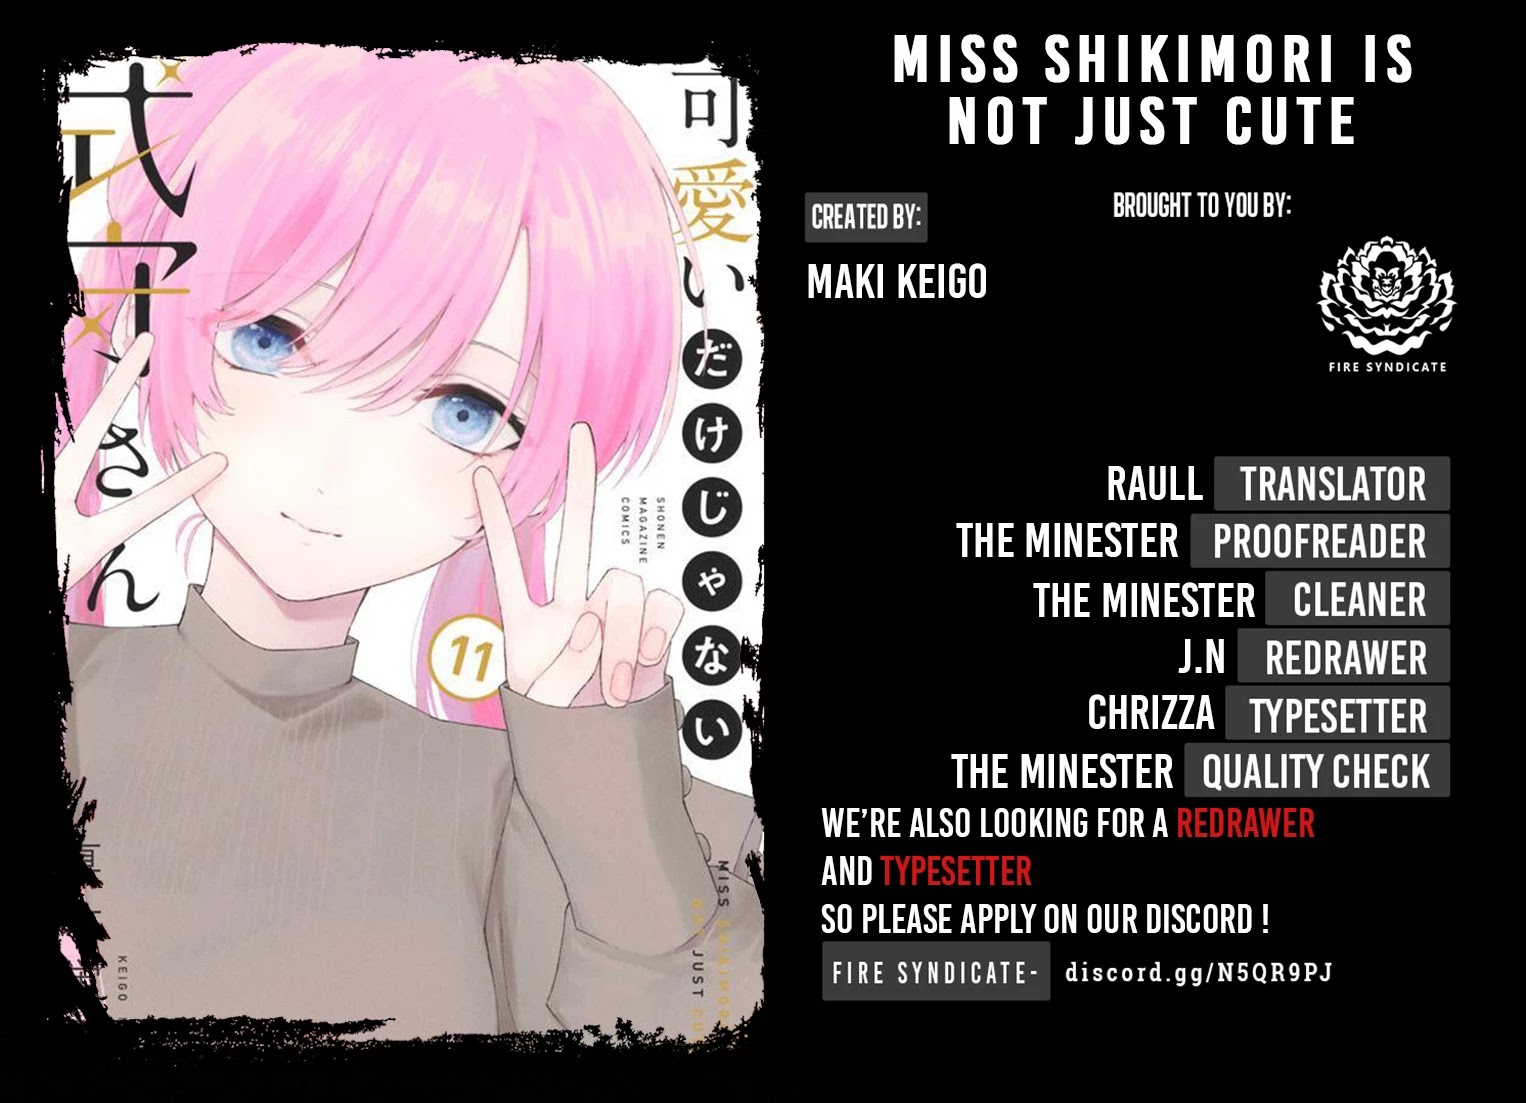 可愛いだけじゃない
式守さん
11
SHONEN
MAGAZINE
COMICS
MISS SHIKIMORI
NOT JUST CU
KEIGO
MISS SHIKIMORI IS
NOT JUST CUTE
CREATED BY:
MAKI KEIGO
BROUGHT TO YOU BY:
FIRE SYNDICATE
RAULL TRANSLATOR
THE MINESTER PROOFREADER
THE MINESTER CLEANER
J.N REDRAWER
CHRIZZA TYPESETTER
THE MINESTER QUALITY CHECK
WE’RE ALSO LOOKING FOR A REDRAWER
AND TYPESETTER
SO PLEASE APPLY ON OUR DISCORD !
FIRE SYNDICATE- discord.gg/N5QR9PJ